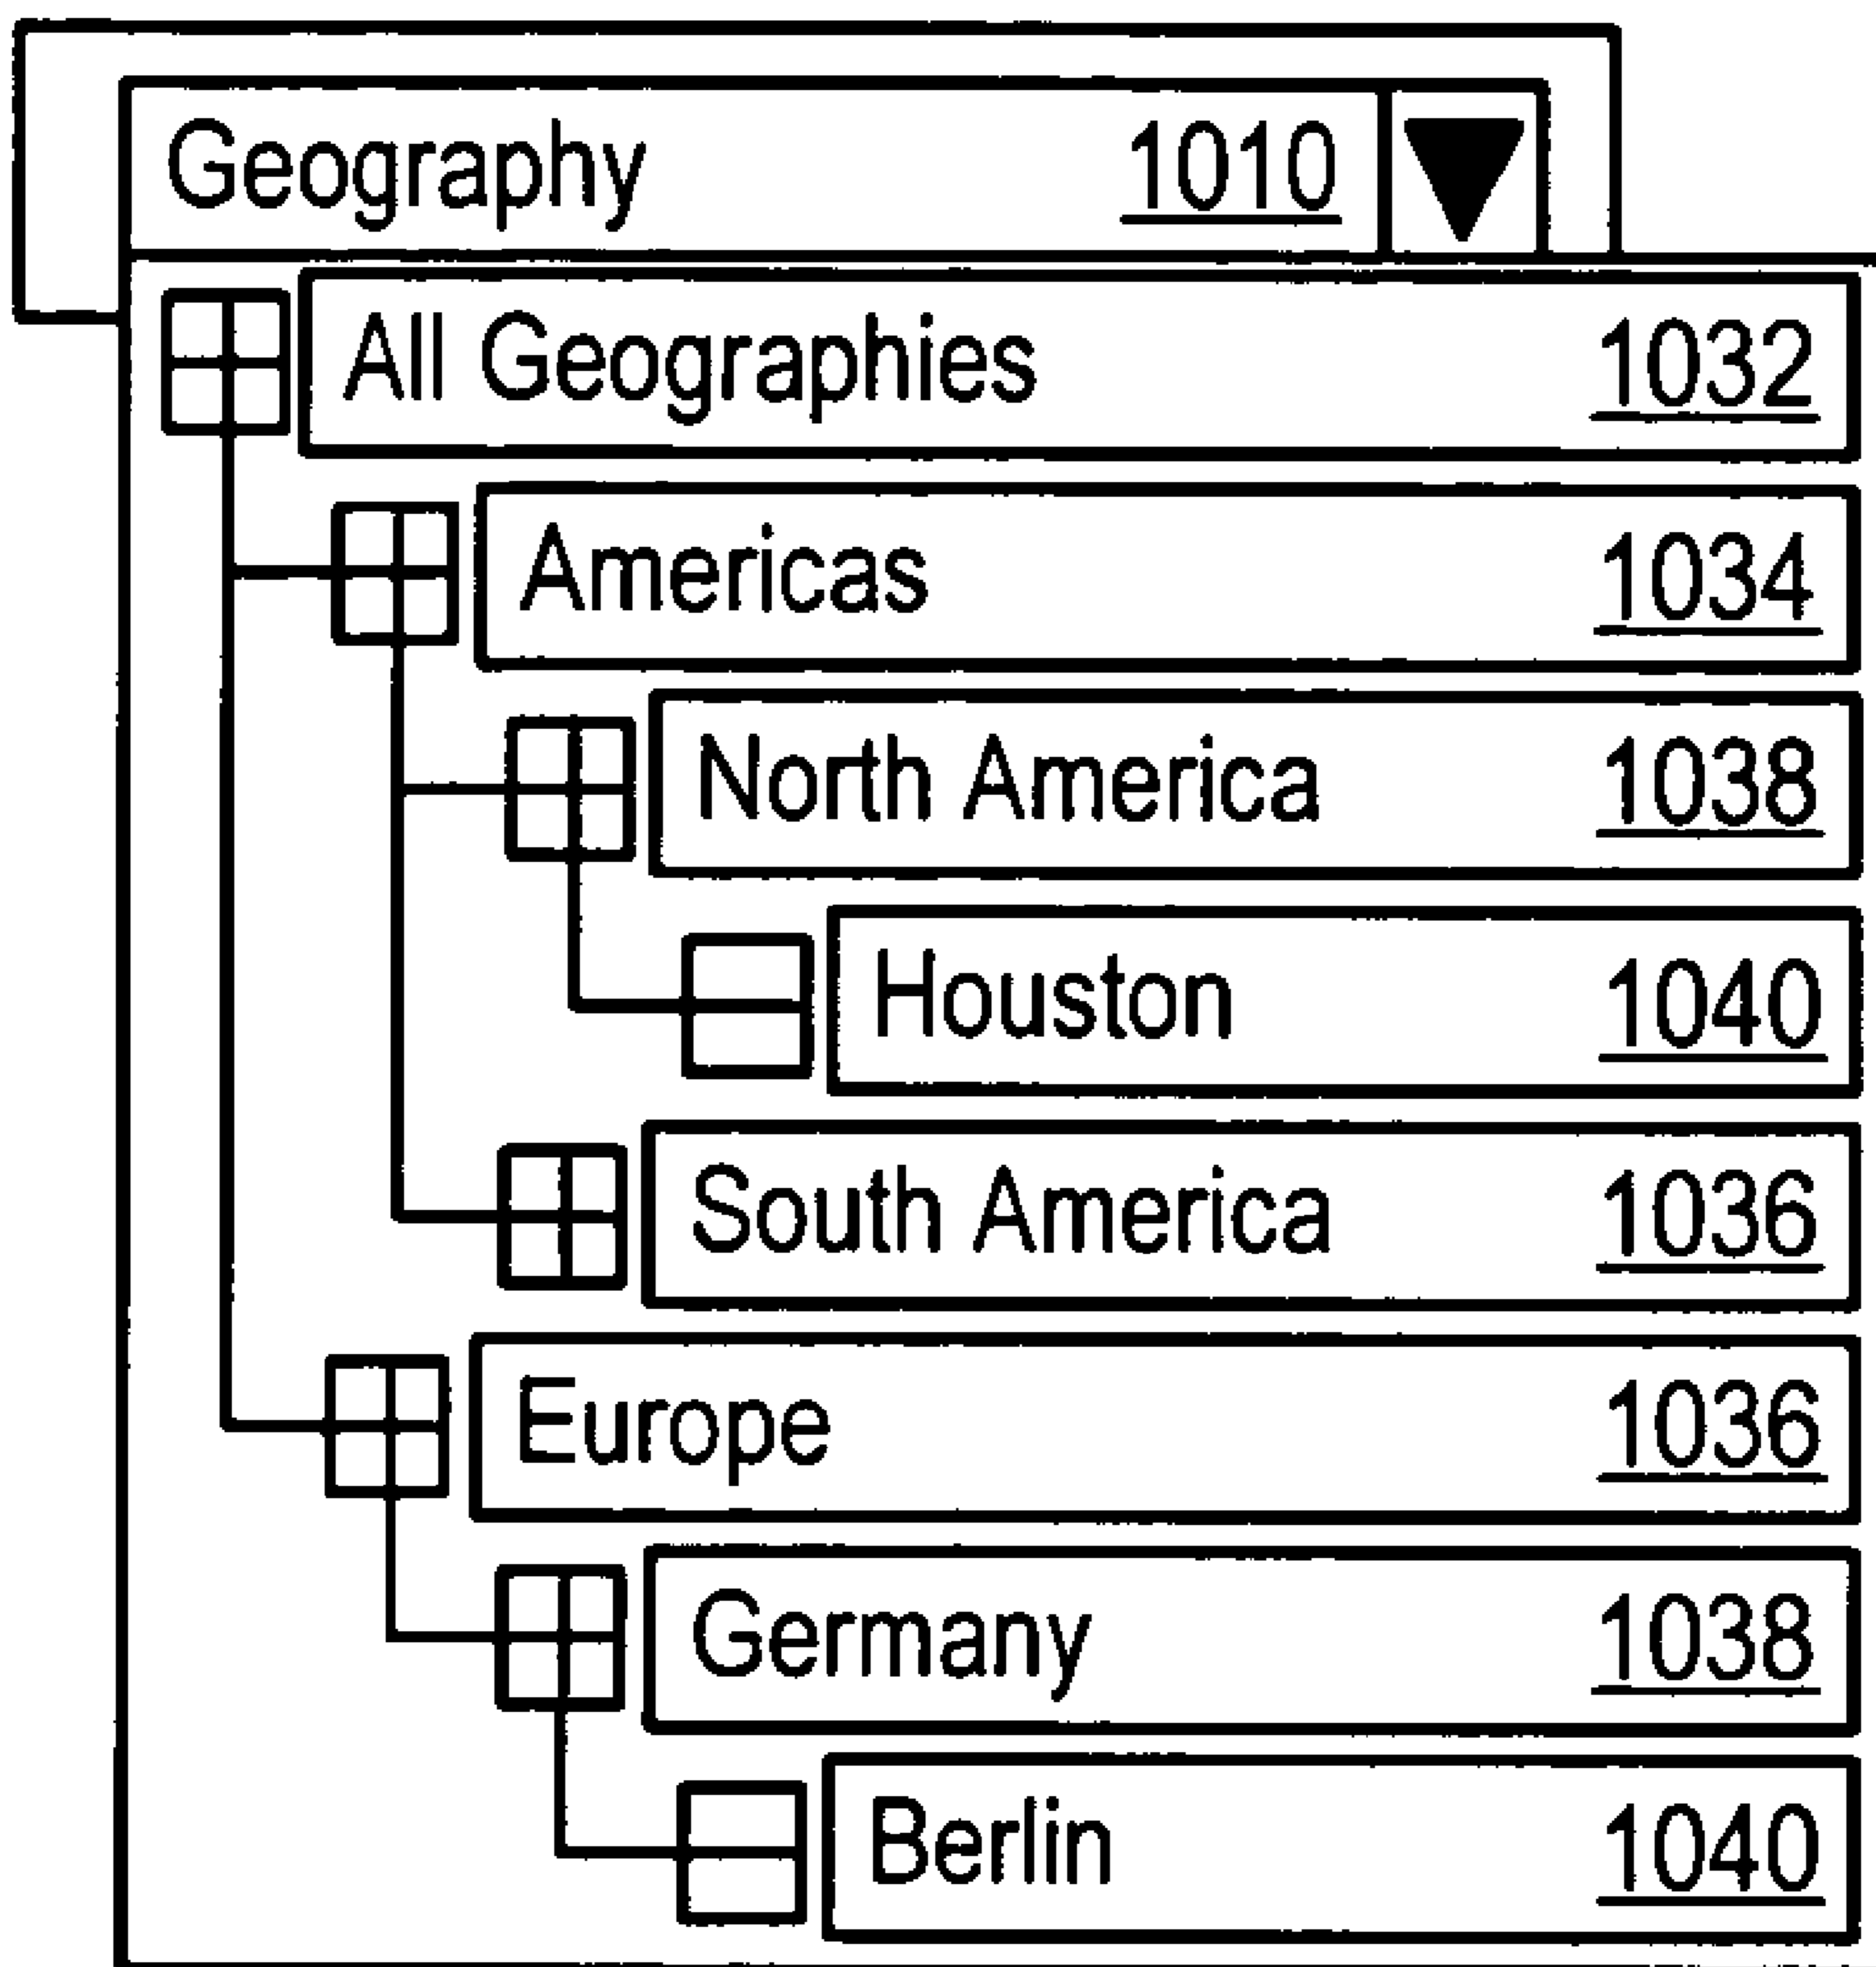 Geography 1010
All Geographies 1032
Americas 1034
North America 1038
Houston 1040
South America 1036
Europe 1036
Germany 1038
Berlin 1040